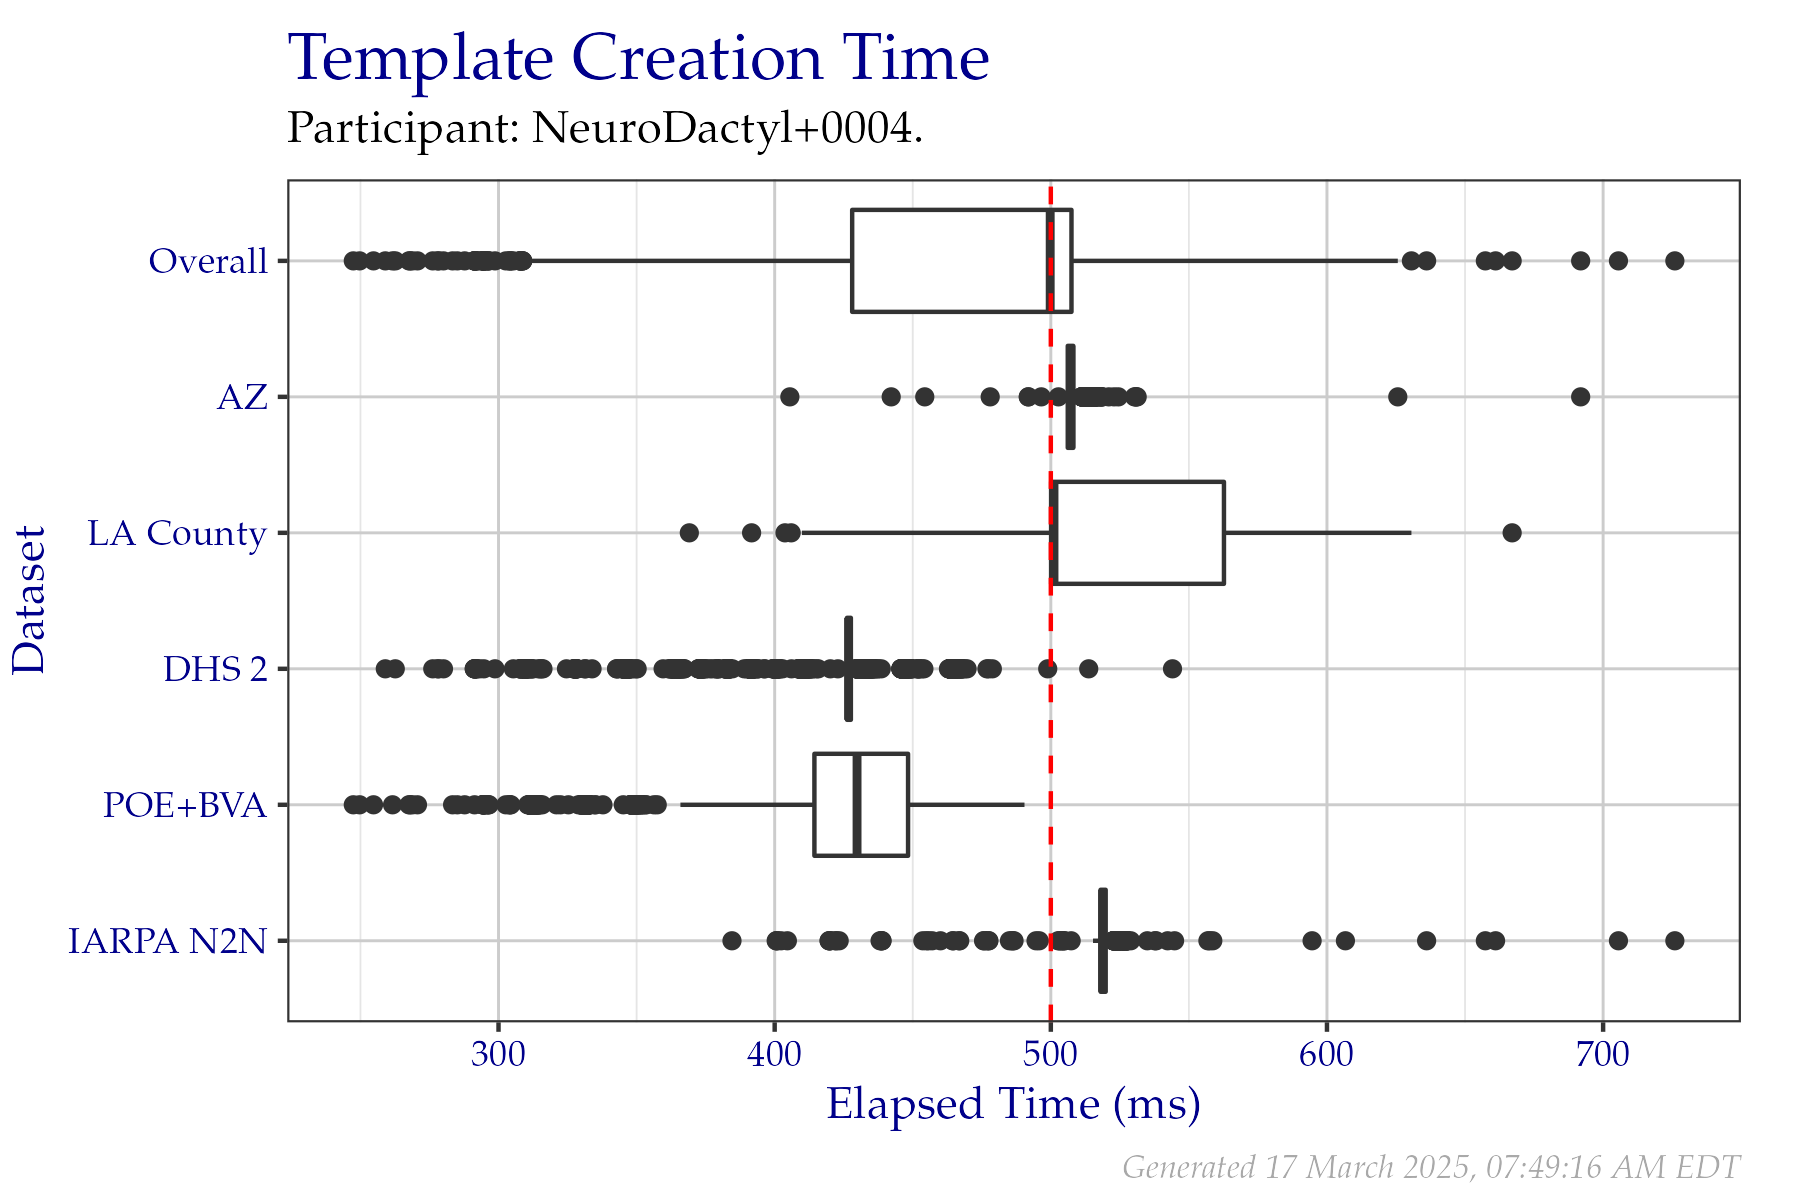 Template Creation Time
Participant: NeuroDactyl+0004.
Dataset
Overall
AZ
LA County
DHS 2
POE+BVA
IARPA N2N
300 400 500 600 700
Elapsed Time (ms)
Generated 17 March 2025, 07:49:16 AM EDT